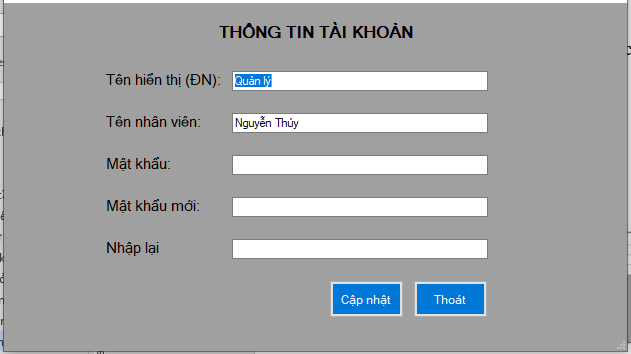 THÔNG TIN TÀI KHOẢN
Tên hiển thị (ĐN): Quản lý
Tên nhân viên: Nguyễn Thúy
Mật khẩu:
Mật khẩu mới:
Nhập lại
Cập nhật Thoát